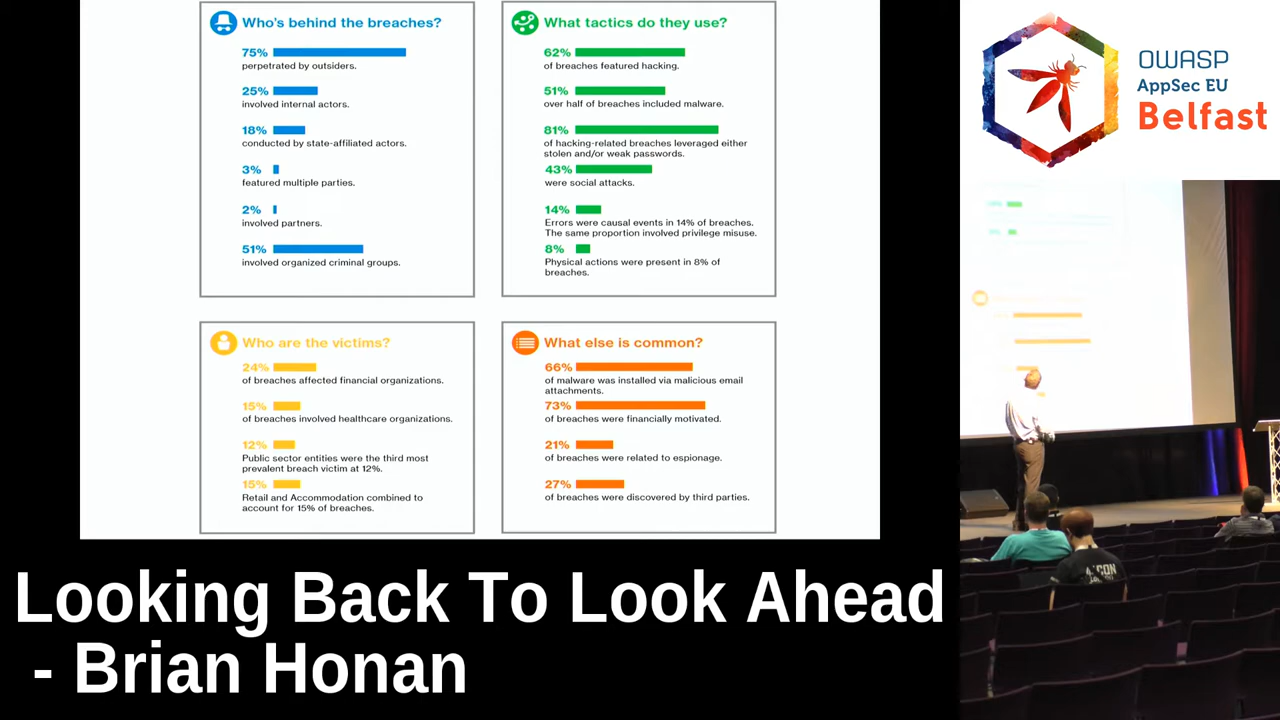 Who's behind the breaches?
75%
perpetrated by outsiders.
25%
involved internal actors.
18%
conducted by state-affiliated actors.
3%
featured multiple parties.
2%
involved partners.
51%
involved organized criminal groups.
What tactics do they use?
62%
of breaches featured hacking.
51%
over half of breaches included malware.
81%
of hacking-related breaches leveraged either
stolen and/or weak passwords.
43%
were social attacks.
14%
Errors were causal events in 14% of breaches.
The same proportion involved privilege misuse.
8%
Physical actions were present in 8% of
breaches.
Who are the victims?
24%
of breaches affected financial organizations.
15%
of breaches involved healthcare organizations.
12%
Public sector entities were the third most
prevalent breach victim at 12%.
15%
Retail and Accommodation combined to
account for 15% of breaches.
What else is common?
66%
of malware was installed via malicious email
attachments.
73%
of breaches were financially motivated.
21%
of breaches were related to espionage.
27%
of breaches were discovered by third parties.
OWASP
AppSec EU
Belfast
Looking Back To Look Ahead
- Brian Honan